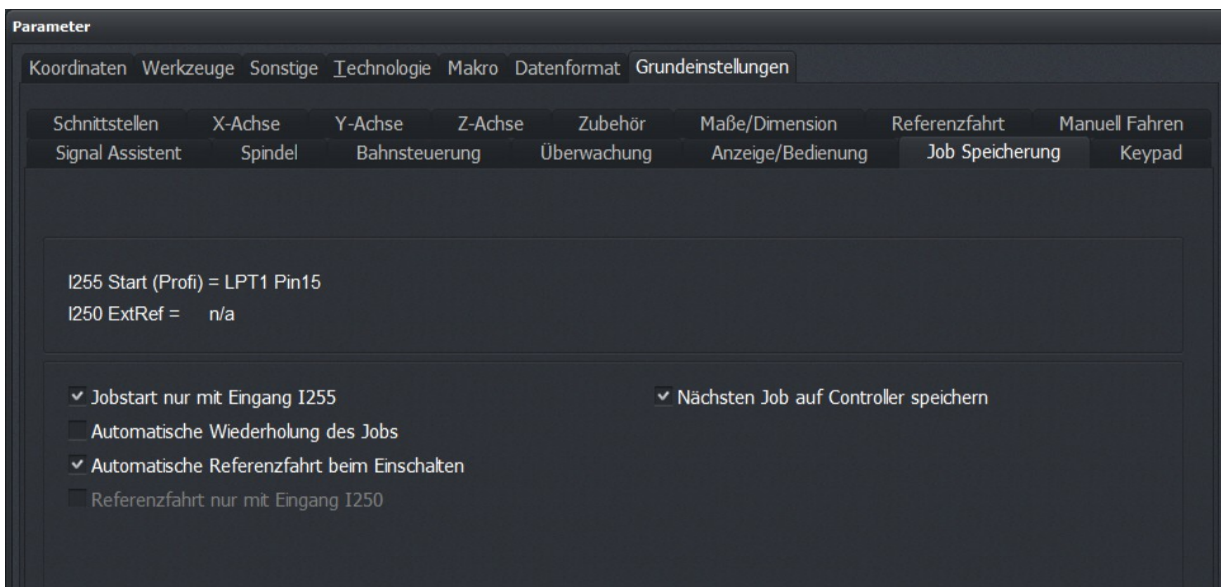 Parameter
Koordinaten Werkzeuge Sonstige Technologie Makro Datenformat Grundeinstellungen
Schnittstellen X-Achse Y-Achse Z-Achse Zubehör Maße/Dimension Referenzfahrt Manuell Fahren
Signal Assistent Spindel Bahnsteuerung Überwachung Anzeige/Bedienung Job Speicherung Keypad
I255 Start (Profi) = LPT1 Pin15
I250 ExtRef = n/a
Jobstart nur mit Eingang I255 Nächsten Job auf Controller speichern
Automatische Wiederholung des Jobs
Automatische Referenzfahrt beim Einschalten
Referenzfahrt nur mit Eingang I250